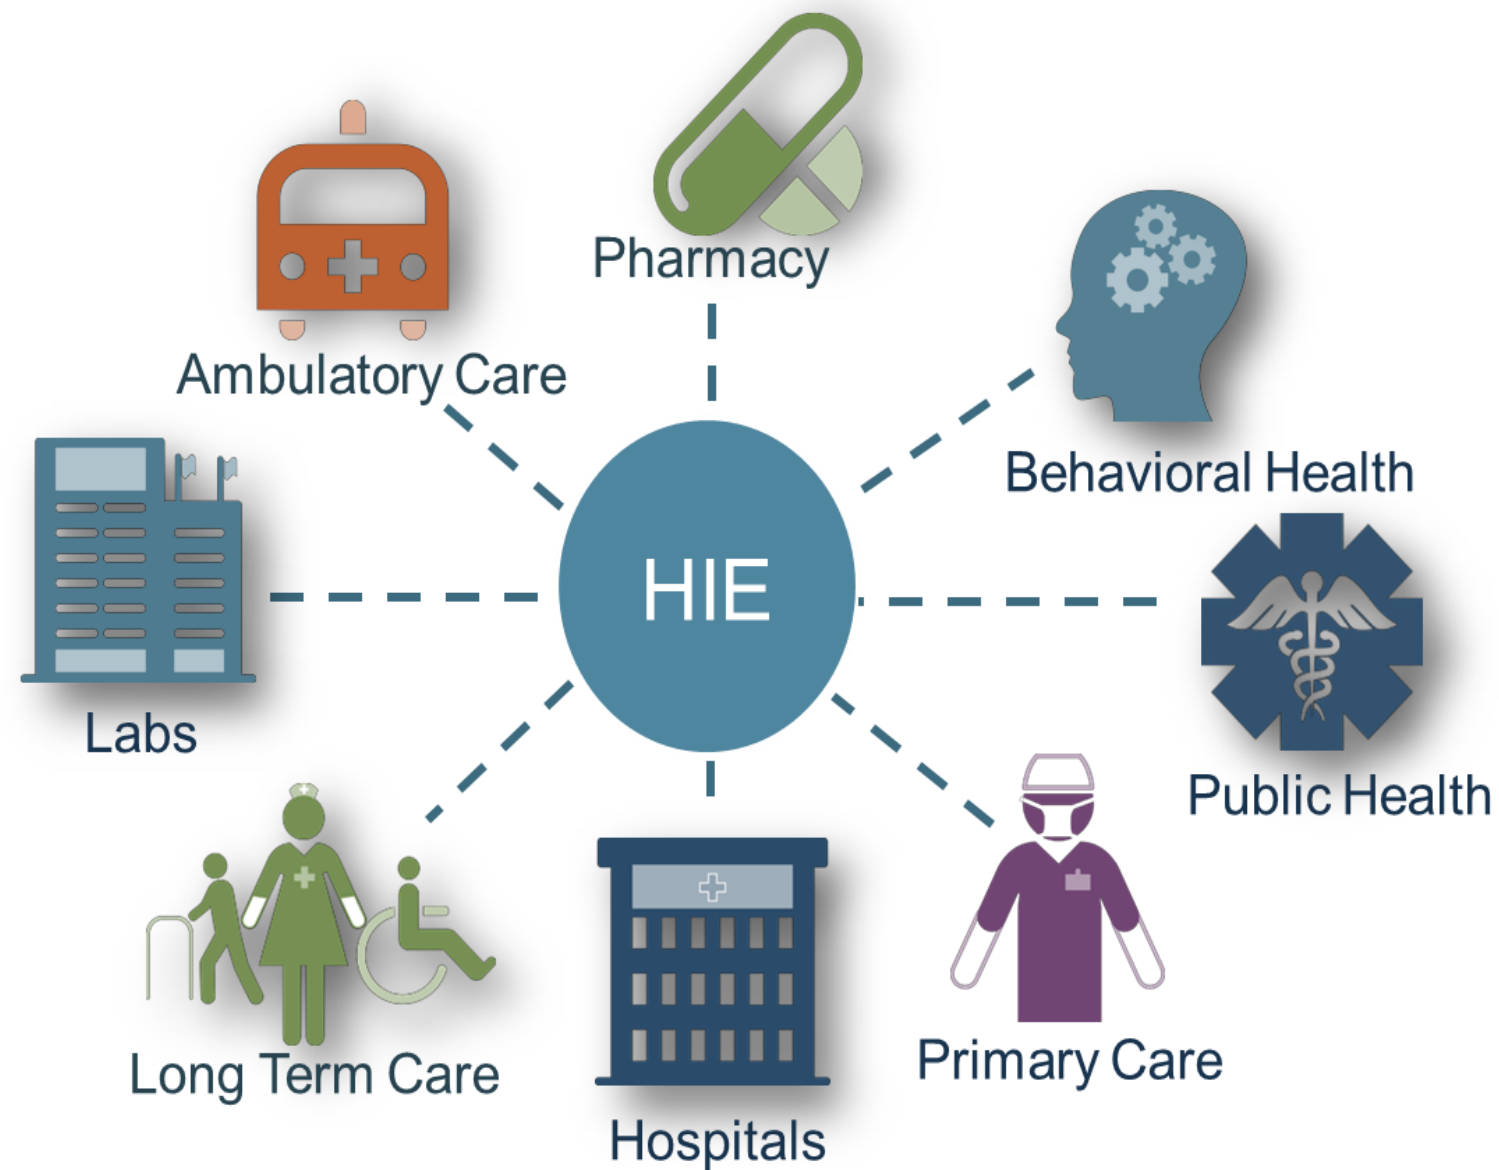 Pharmacy
Ambulatory Care
Behavioral Health
HIE
Labs
Public Health
Long Term Care
Primary Care
Hospitals